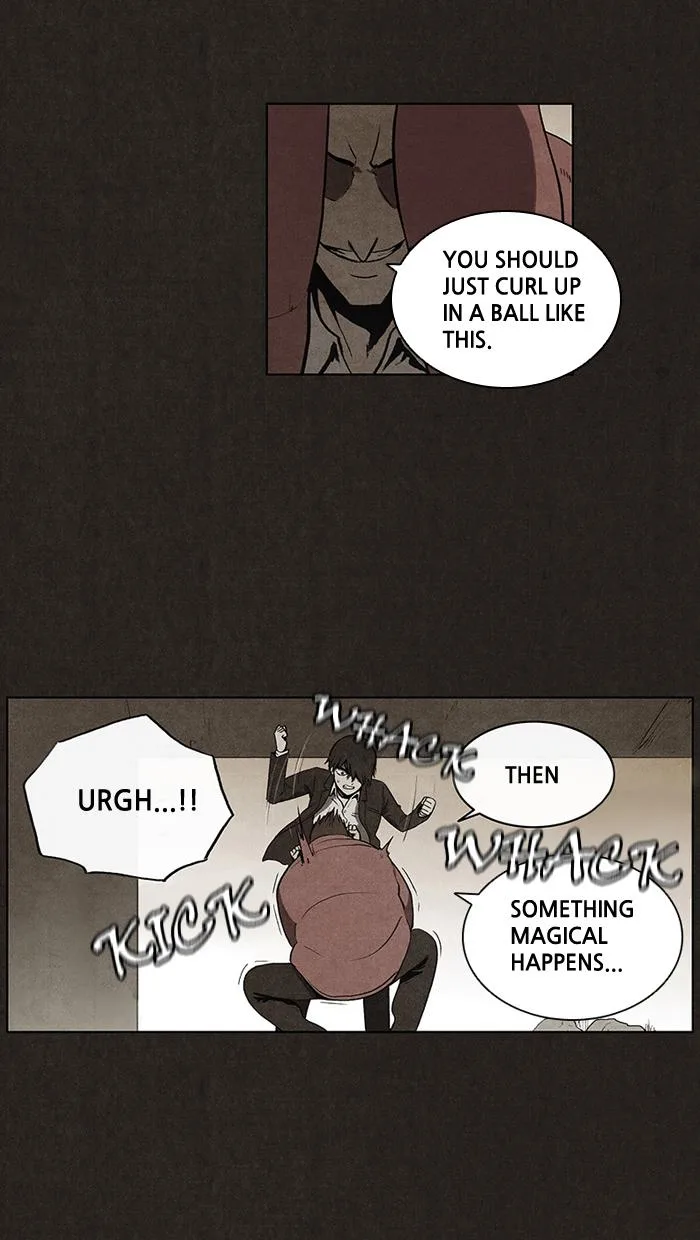 YOU SHOULD
JUST CURL UP
IN A BALL LIKE
THIS.
WHACK
URGH...!!
THEN
WHACK
KICK
SOMETHING
MAGICAL
HAPPENS...